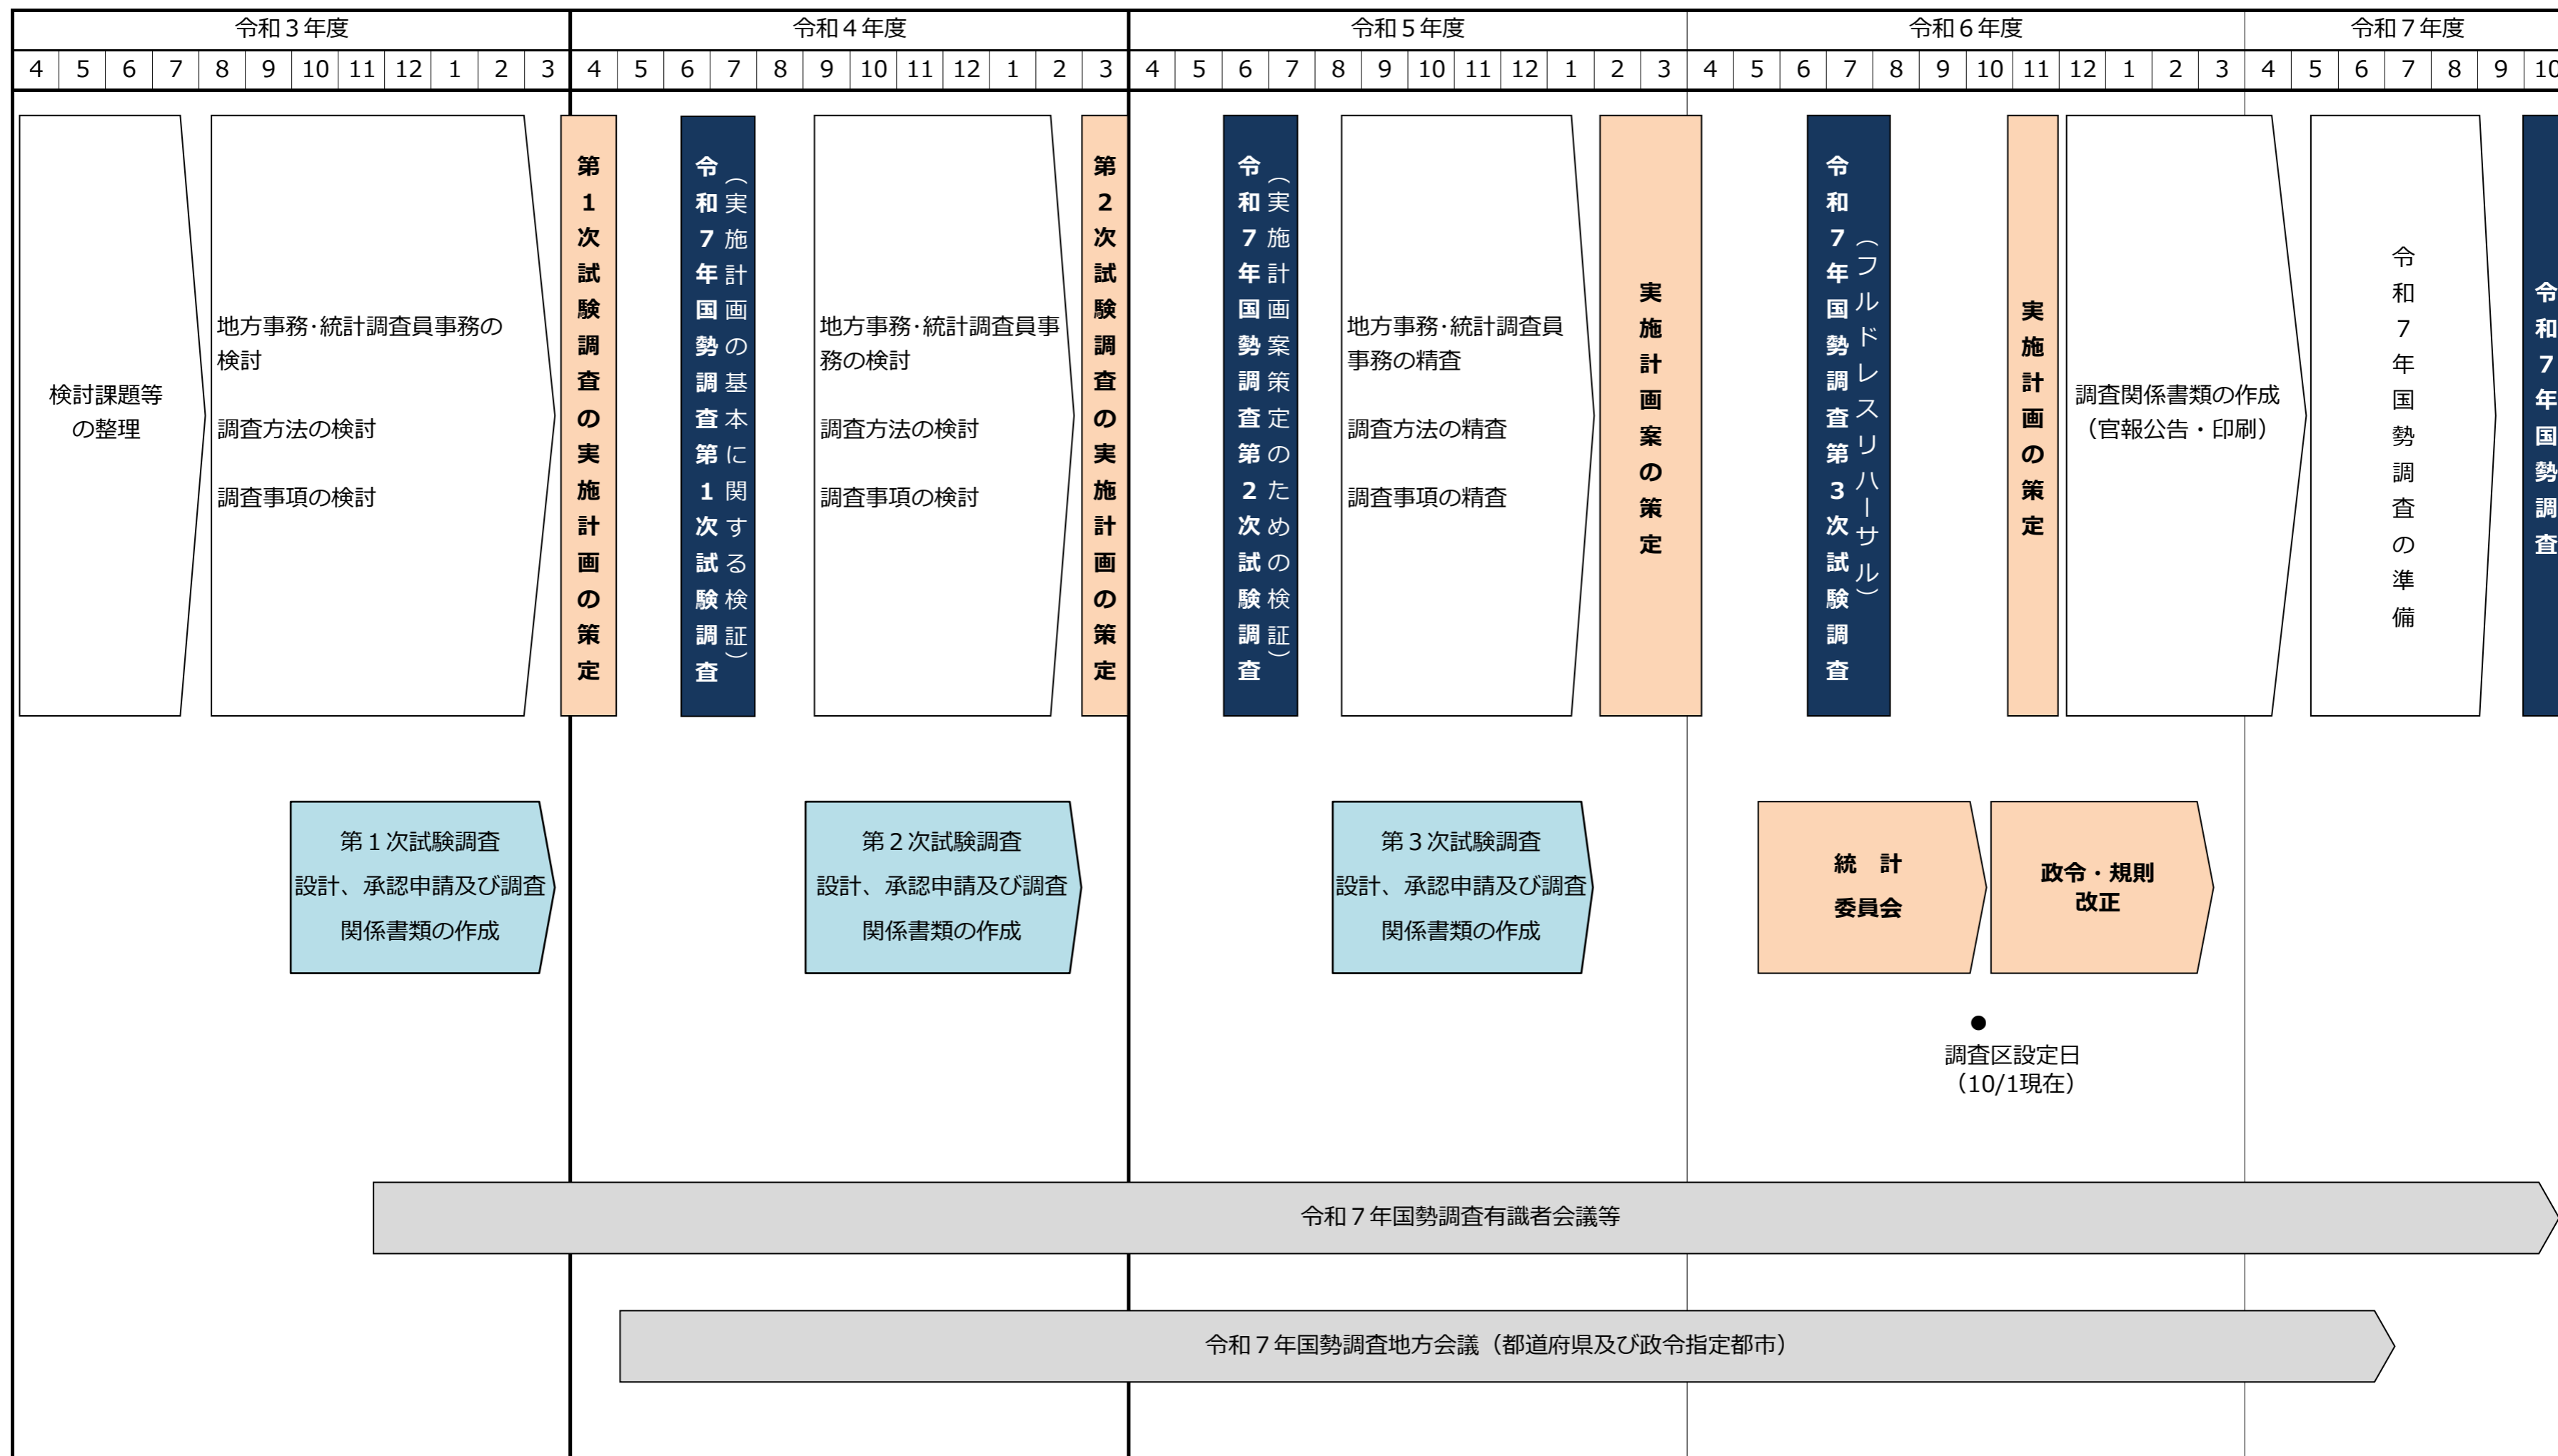 令和３年度
令和４年度
令和５年度
令和６年度
令和７年度
4 5 6 7 8 9 10 11 12 1 2 3 4 5 6 7 8 9 10 11 12 1 2 3 4 5 6 7 8 9 10 11 12 1 2 3 4 5 6 7 8 9 10 11 12 1 2 3 4 5 6 7 8 9 10
検討課題等
の整理
地方事務･統計調査員事務の
検討
調査方法の検討
調査事項の検討
第１次試験調査の実施計画の策定
令和７年国勢調査第１次試験調査
（実施計画の基本に関する検証）
地方事務･統計調査員事
務の検討
調査方法の検討
調査事項の検討
第２次試験調査の実施計画の策定
令和７年国勢調査第２次試験調査
（実施計画案策定のための検証）
地方事務･統計調査員
事務の精査
調査方法の精査
調査事項の精査
実施計画案の策定
令和７年国勢調査第３次試験調査
（フルドレスリハーサル）
実施計画の策定
調査関係書類の作成
（官報公告・印刷）
令和７年国勢調査の準備
令和７年国勢調査
第１次試験調査
設計、承認申請及び調査
関係書類の作成
第２次試験調査
設計、承認申請及び調査
関係書類の作成
第３次試験調査
設計、承認申請及び調査
関係書類の作成
統　計
委員会
政令・規則
改正
●
調査区設定日
（10/1現在）
令和７年国勢調査有識者会議等
令和７年国勢調査地方会議（都道府県及び政令指定都市）